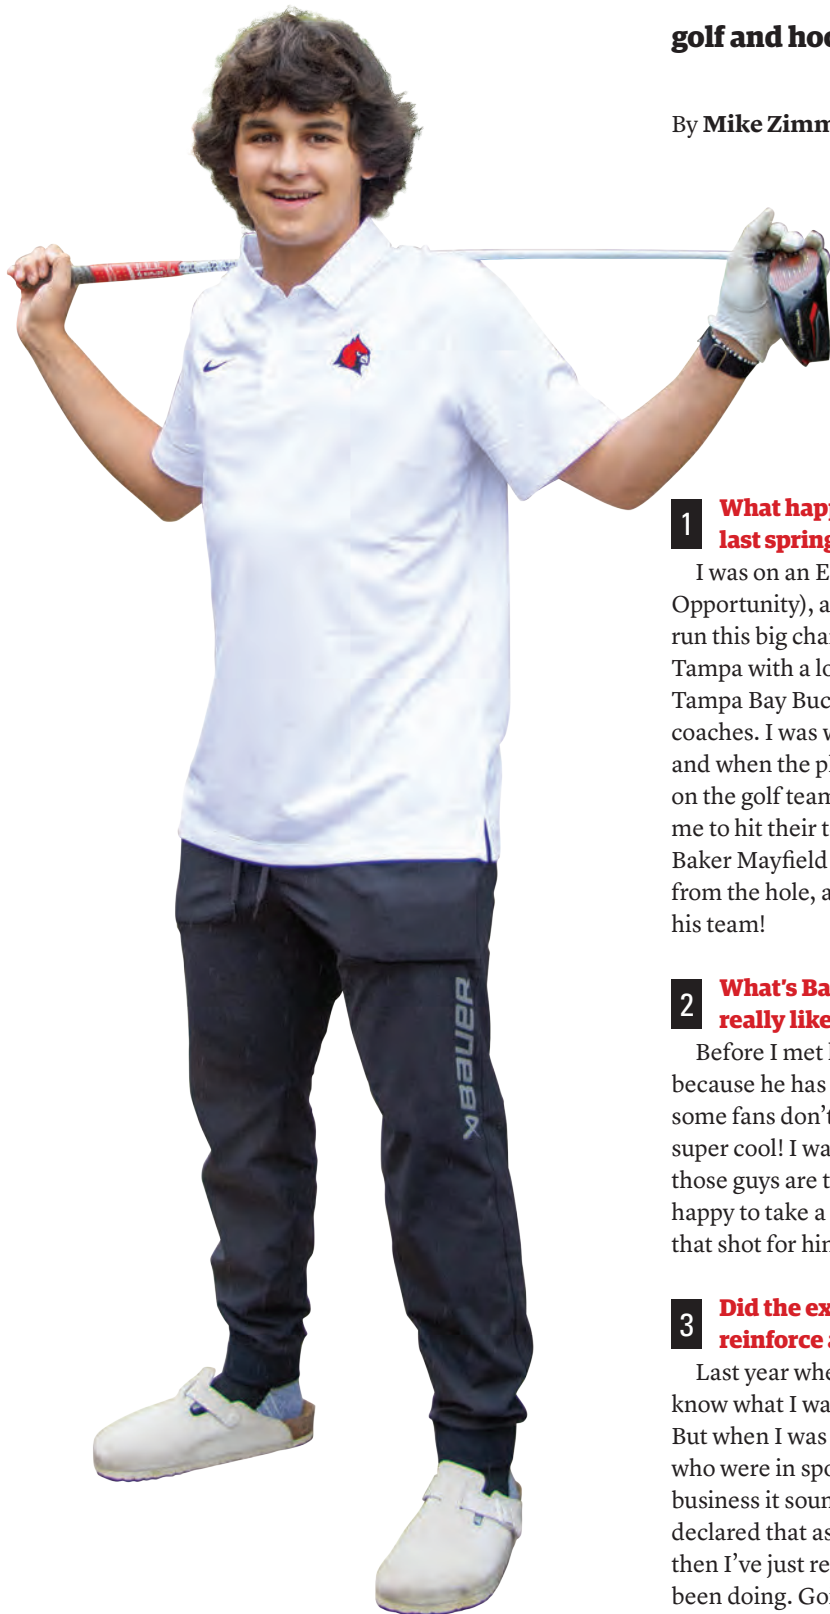 golf and hoc
By Mike Zimm
BAUER
1 What happ
last spring
I was on an E
Opportunity), a
run this big char
Tampa with a lo
Tampa Bay Buc
coaches. I was w
and when the pl
on the golf team
me to hit their t
Baker Mayfield
from the hole, a
his team!
2 What's Ba
really like
Before I met h
because he has
some fans don't
super cool! I wa
those guys are t
happy to take a
that shot for him
3 Did the ex
reinforce a
Last year whe
know what I wa
But when I was
who were in spo
business it soun
declared that as
then I've just re
been doing. Goi